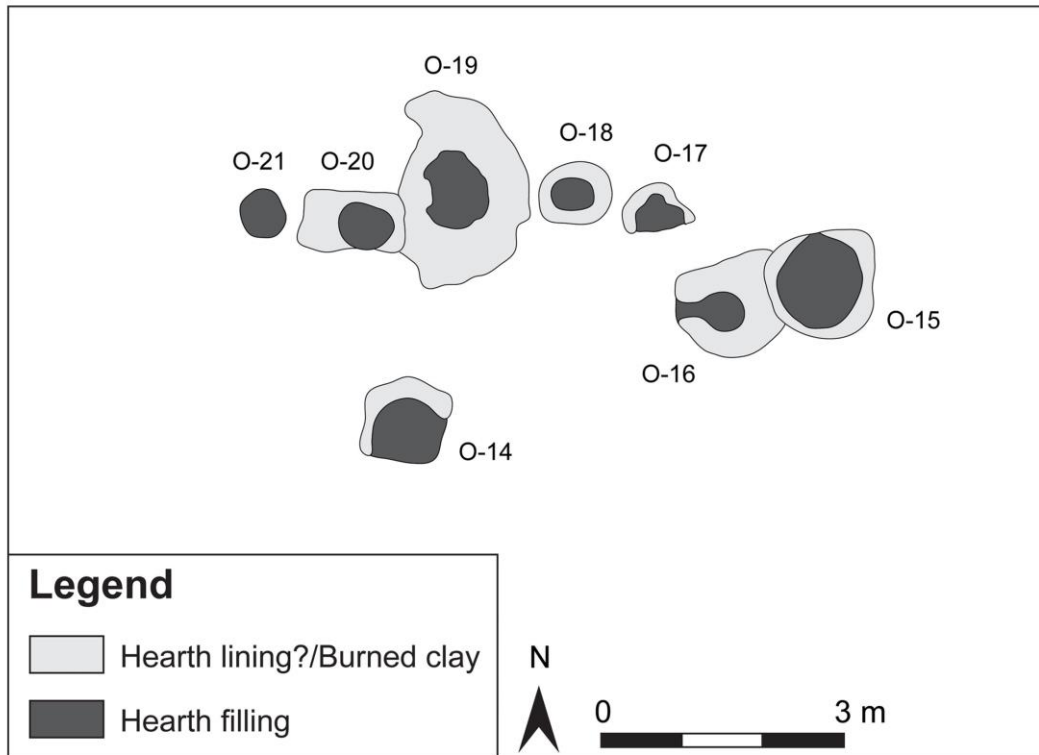 O-19
O-18
O-17
O-21
O-20
O-15
O-16
O-14
Legend
Hearth lining?/Burned clay
Hearth filling
N
0 3 m